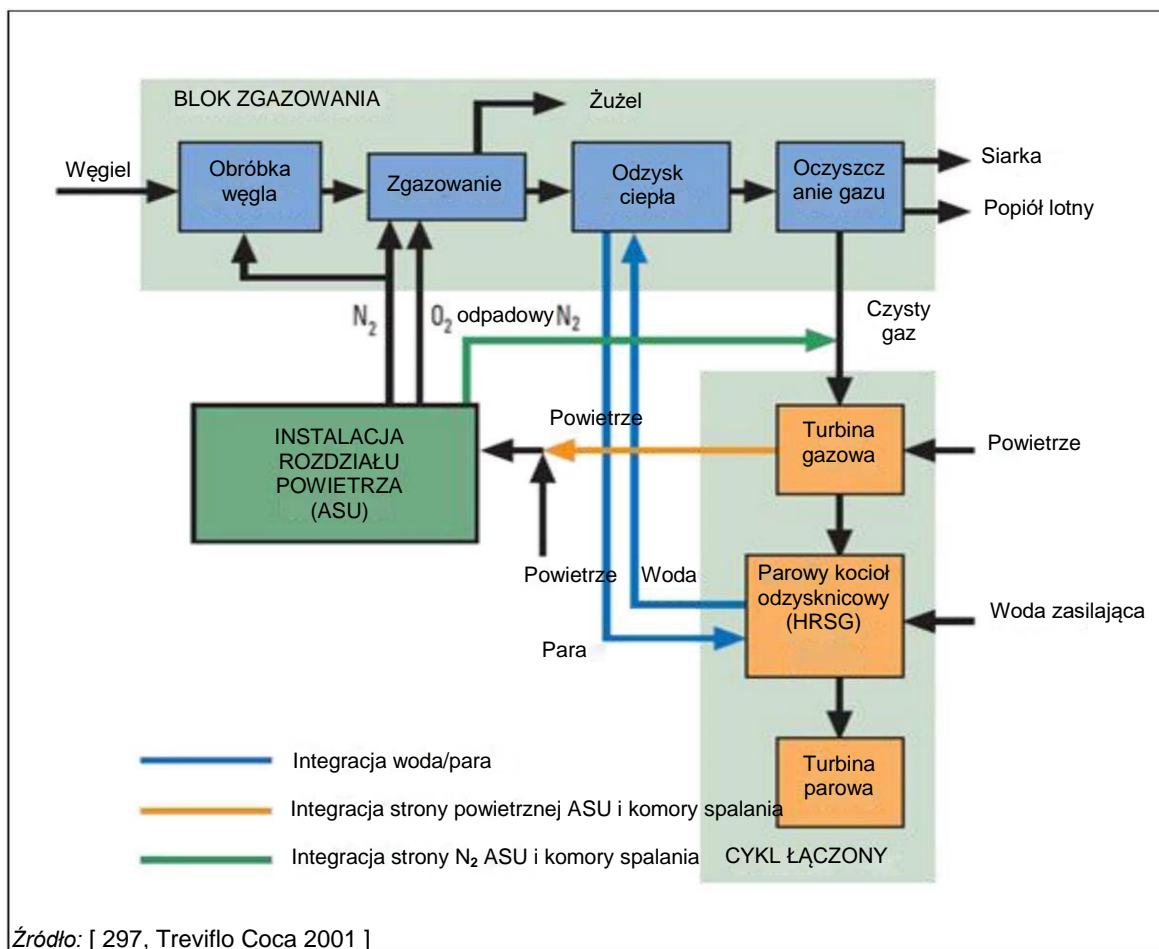 BLOK ZGAZOWANIA
Żużel
Węgiel
Obróbka
węgla
Zgazowanie
Odzysk
ciepła
Oczyszcz
anie gazu
Siarka
Popiół lotny
N₂
O₂ odpadowy N₂
Czysty
gaz
INSTALACJA
ROZDZIAŁU
POWIETRZA
(ASU)
Powietrze
Turbina
gazowa
Powietrze
Powietrze
Woda
Parowy kocioł
odzysknicowy
(HRSG)
Woda zasilająca
Para
Turbina
parowa
Integracja woda/para
Integracja strony powietrznej ASU i komory spalania
Integracja strony N₂ ASU i komory spalania
CYKL ŁĄCZONY
Źródło: [ 297, Treviflo Coca 2001 ]